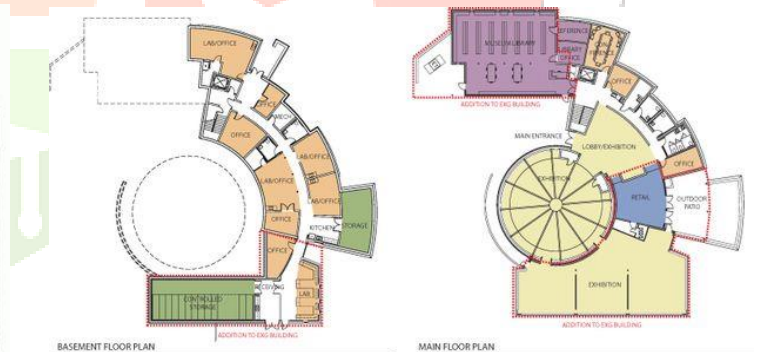 LAB/OFFICE
OFFICE
MECH
OFFICE
LAB/OFFICE
LAB/OFFICE
LAB/OFFICE
OFFICE
KITCHEN
STORAGE
OFFICE
CONTROLLED
STORAGE
LAB
ADDITION TO EXG BUILDING
BASEMENT FLOOR PLAN
MUSEUM LIBRARY
REFERENCE
LIBRARY
OFFICE
CON-
FERENCE
OFFICE
ADDITION TO EXG BUILDING
MAIN ENTRANCE
LOBBY/EXHIBITION
OFFICE
EXHIBITION
RETAIL
OUTDOOR
PATIO
EXHIBITION
ADDITION TO EXG BUILDING
MAIN FLOOR PLAN